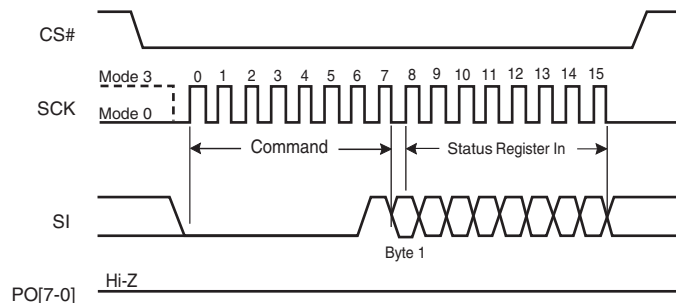 CS#
Mode 3
0 1 2 3 4 5 6 7 8 9 10 11 12 13 14 15
SCK
Mode 0
Command
Status Register In
SI
Byte 1
Hi-Z
PO[7-0]